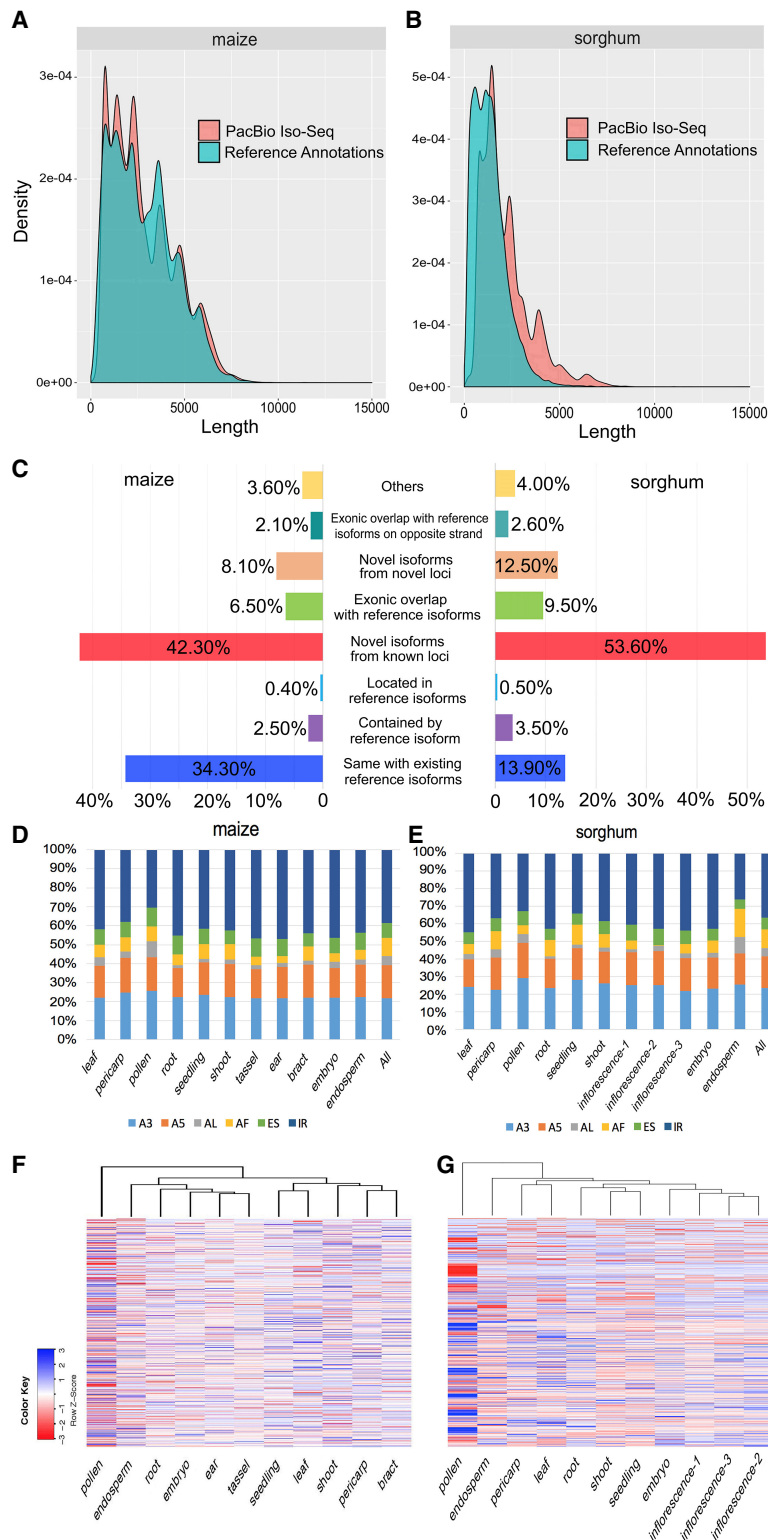 A
maize
3e-04
2e-04
1e-04
0e+00
Density
PacBio Iso-Seq
Reference Annotations
0
5000
10000
15000
Length
B
sorghum
5e-04
4e-04
3e-04
2e-04
1e-04
0e+00
PacBio Iso-Seq
Reference Annotations
0
5000
10000
15000
Length
C
maize
sorghum
3.60%
Others
4.00%
2.10%
Exonic overlap with reference
isoforms on opposite strand
2.60%
8.10%
Novel isoforms
from novel loci
12.50%
6.50%
Exonic overlap
with reference isoforms
9.50%
42.30%
Novel isoforms
from known loci
53.60%
0.40%
Located in
reference isoforms
0.50%
2.50%
Contained by
reference isoform
3.50%
34.30%
Same with existing
reference isoforms
13.90%
40% 30% 20% 10% 0
0 10% 20% 30% 40% 50%
D
maize
100%
90%
80%
70%
60%
50%
40%
30%
20%
10%
0%
leaf
pericarp
pollen
root
seedling
shoot
tassel
ear
bract
embryo
endosperm
All
A3 A5 AL AF ES IR
E
sorghum
100%
90%
80%
70%
60%
50%
40%
30%
20%
10%
0%
leaf
pericarp
pollen
root
seedling
shoot
inflorescence-1
inflorescence-2
inflorescence-3
embryo
endosperm
All
A3 A5 AL AF ES IR
F
Color Key
3
2
1
0
−1
−2
−3
Row Z-Score
pollen
endosperm
root
embryo
ear
tassel
seedling
leaf
shoot
pericarp
bract
G
pollen
endosperm
pericarp
leaf
root
shoot
seedling
embryo
inflorescence-1
inflorescence-3
inflorescence-2